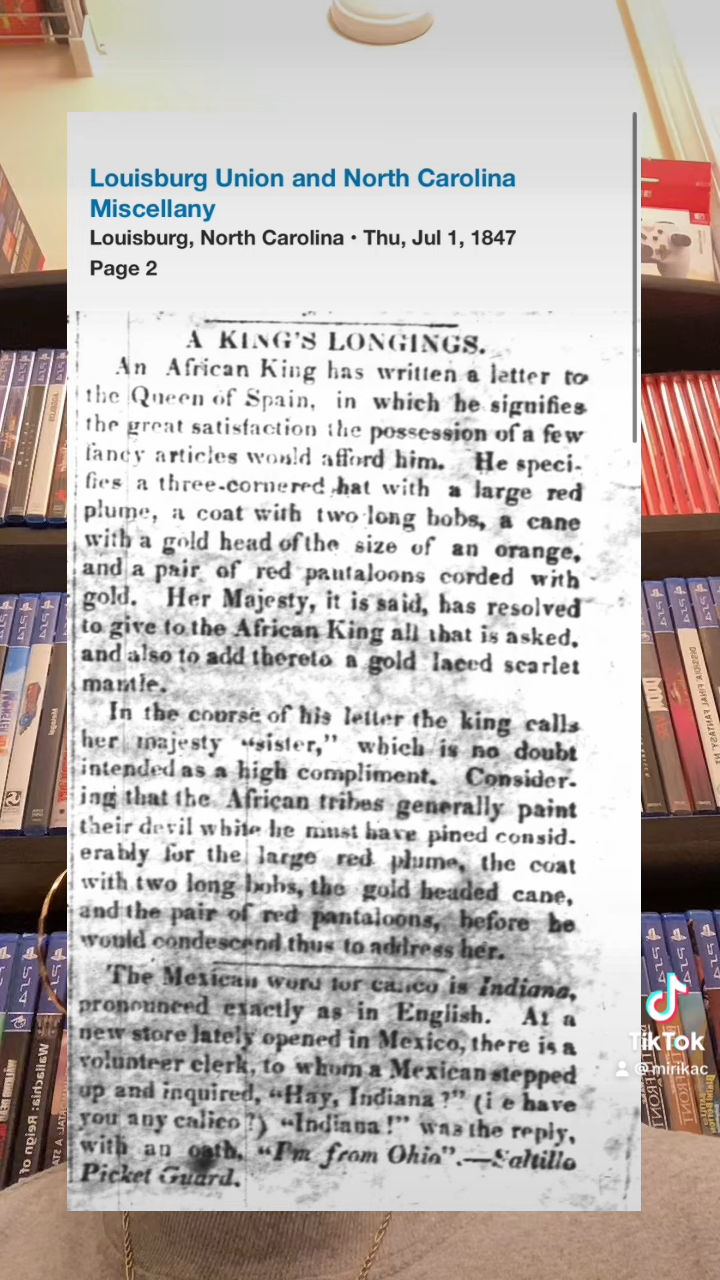 Louisburg Union and North Carolina
Miscellany
Louisburg, North Carolina • Thu, Jul 1, 1847
Page 2
A KING'S LONGINGS.
An African King has written a letter to
the Queen of Spain, in which he signifies
the great satisfaction the possession of a few
fancy articles would afford him. He speci-
fies a three-cornered hat with a large red
plume, a coat with two long bobs, a cane
with a gold head of the size of an orange,
and a pair of red pantaloons corded with
gold. Her Majesty, it is said, has resolved
to give to the African King all that is asked,
and also to add thereto a gold laced scarlet
mantle.
In the course of his letter the king calls
her majesty "sister," which is no doubt
intended as a high compliment. Consider-
ing that the African tribes generally paint
their devil white he must have pined consid-
erably for the large red plume, the coat
with two long bobs, the gold headed cane,
and the pair of red pantaloons, before he
would condescend thus to address her.
The Mexican word for calico is Indiana,
pronounced exactly as in English. At a
new store lately opened in Mexico, there is a
volunteer clerk, to whom a Mexican stepped
up and inquired, "Hay, Indiana?" (i e have
you any calico?) "Indiana!" was the reply,
with an oath, "I'm from Ohio".—Saltillo
Picket Guard.
TikTok
@mirikac